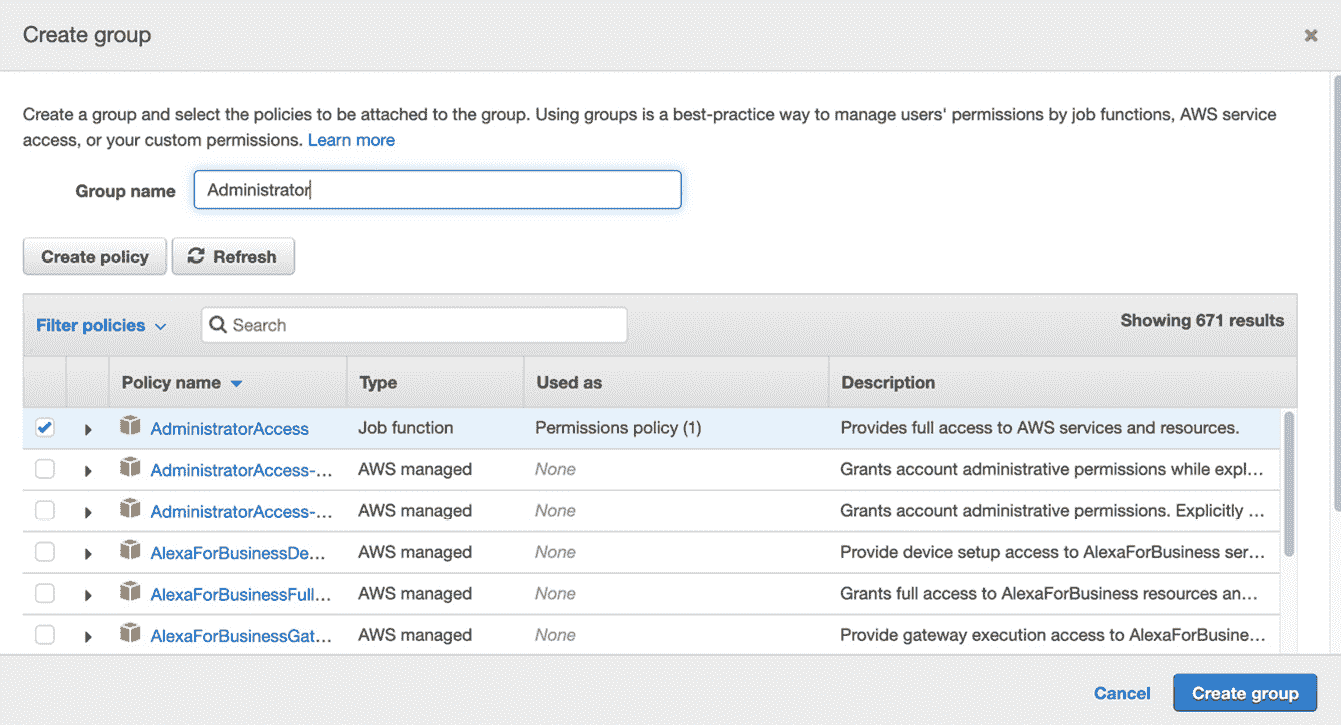 Create group
Create a group and select the policies to be attached to the group. Using groups is a best-practice way to manage users' permissions by job functions, AWS service
access, or your custom permissions. Learn more
Group name Administrator
Create policy Refresh
Filter policies Search Showing 671 results
Policy name Type Used as Description
AdministratorAccess Job function Permissions policy (1) Provides full access to AWS services and resources.
AdministratorAccess-... AWS managed None Grants account administrative permissions while expl...
AdministratorAccess-... AWS managed None Grants account administrative permissions. Explicitly ...
AlexaForBusinessDe... AWS managed None Provide device setup access to AlexaForBusiness ser...
AlexaForBusinessFull... AWS managed None Grants full access to AlexaForBusiness resources an...
AlexaForBusinessGat... AWS managed None Provide gateway execution access to AlexaForBusine...
Cancel Create group